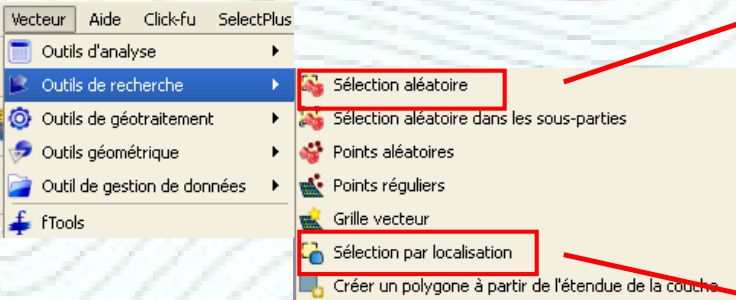 Vecteur Aide Click-fu SelectPlus
Outils d'analyse
Outils de recherche
Outils de géotraitement
Outils géométrique
Outil de gestion de données
fTools
Sélection aléatoire
Sélection aléatoire dans les sous-parties
Points aléatoires
Points réguliers
Grille vecteur
Sélection par localisation
Créer un polygone à partir de l'étendue de la couche